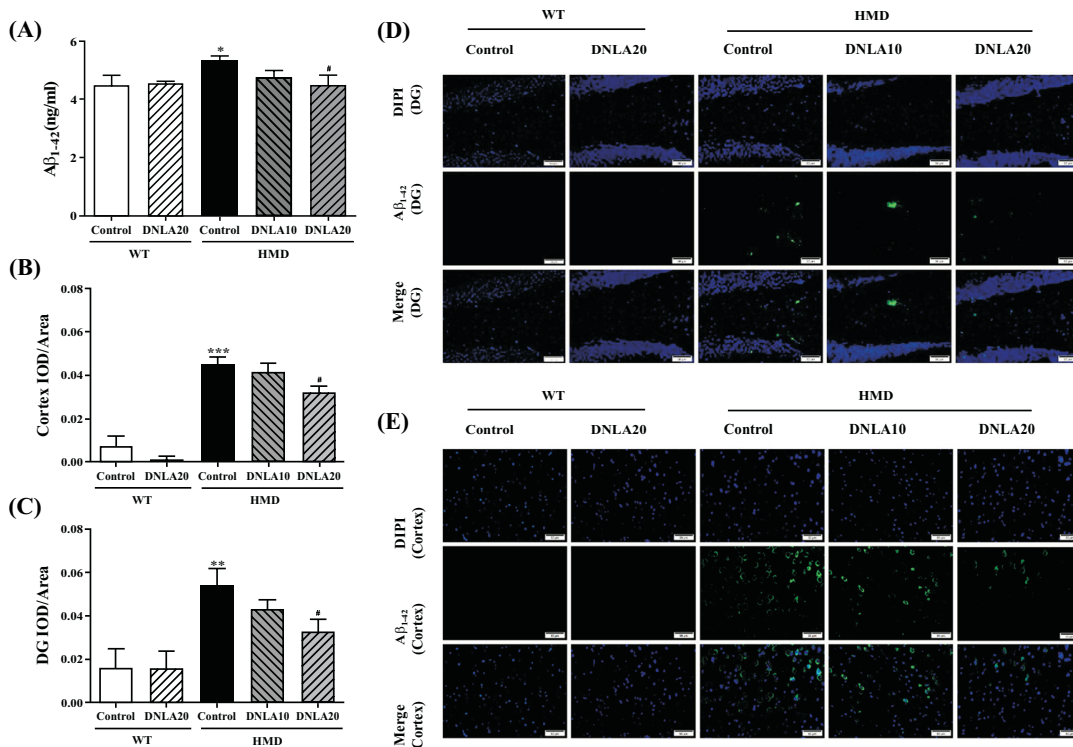 (A)
Aβ1-42(ng/ml)
6
4
2
0
*
#
Control DNLA20 Control DNLA10 DNLA20
WT HMD
(B)
Cortex IOD/Area
0.08
0.06
0.04
0.02
0.00
***
#
Control DNLA20 Control DNLA10 DNLA20
WT HMD
(C)
DG IOD/Area
0.08
0.06
0.04
0.02
0.00
**
#
Control DNLA20 Control DNLA10 DNLA20
WT HMD
(D)
WT HMD
Control DNLA20 Control DNLA10 DNLA20
DIPI
(DG)
Aβ1-42
(DG)
Merge
(DG)
(E)
WT HMD
Control DNLA20 Control DNLA10 DNLA20
DIPI
(Cortex)
Aβ1-42
(Cortex)
Merge
(Cortex)